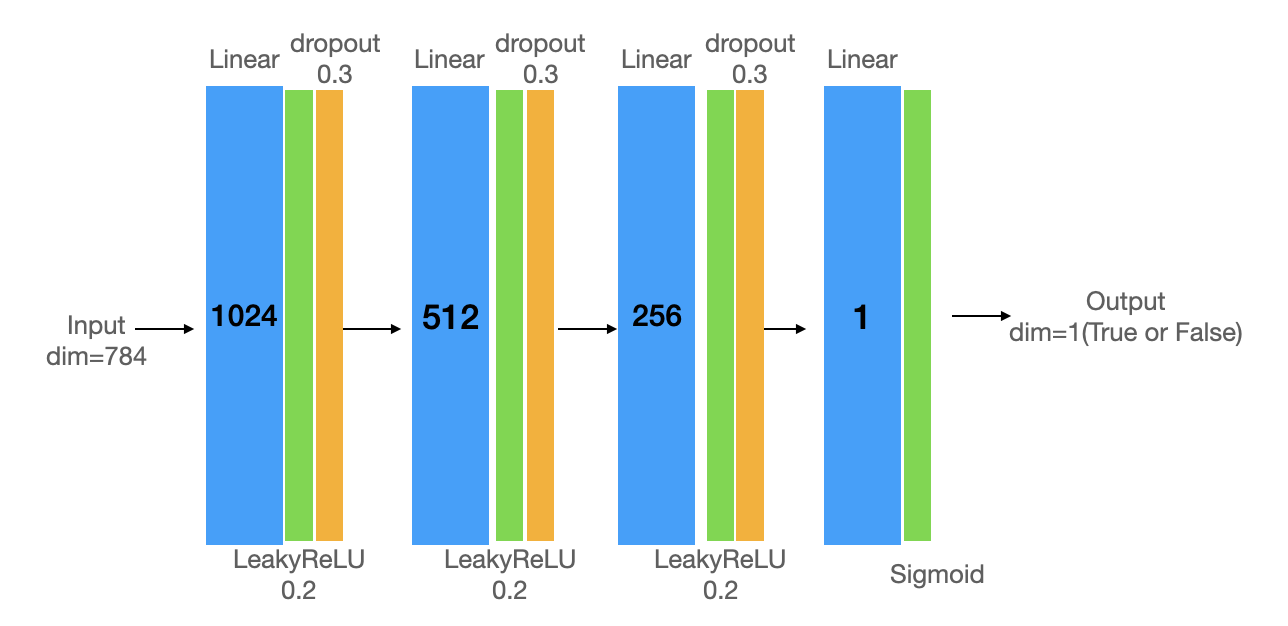 Linear
dropout
0.3
Linear
dropout
0.3
Linear
dropout
0.3
Linear
Input
dim=784
1024
512
256
1
Output
dim=1(True or False)
LeakyReLU
0.2
LeakyReLU
0.2
LeakyReLU
0.2
Sigmoid